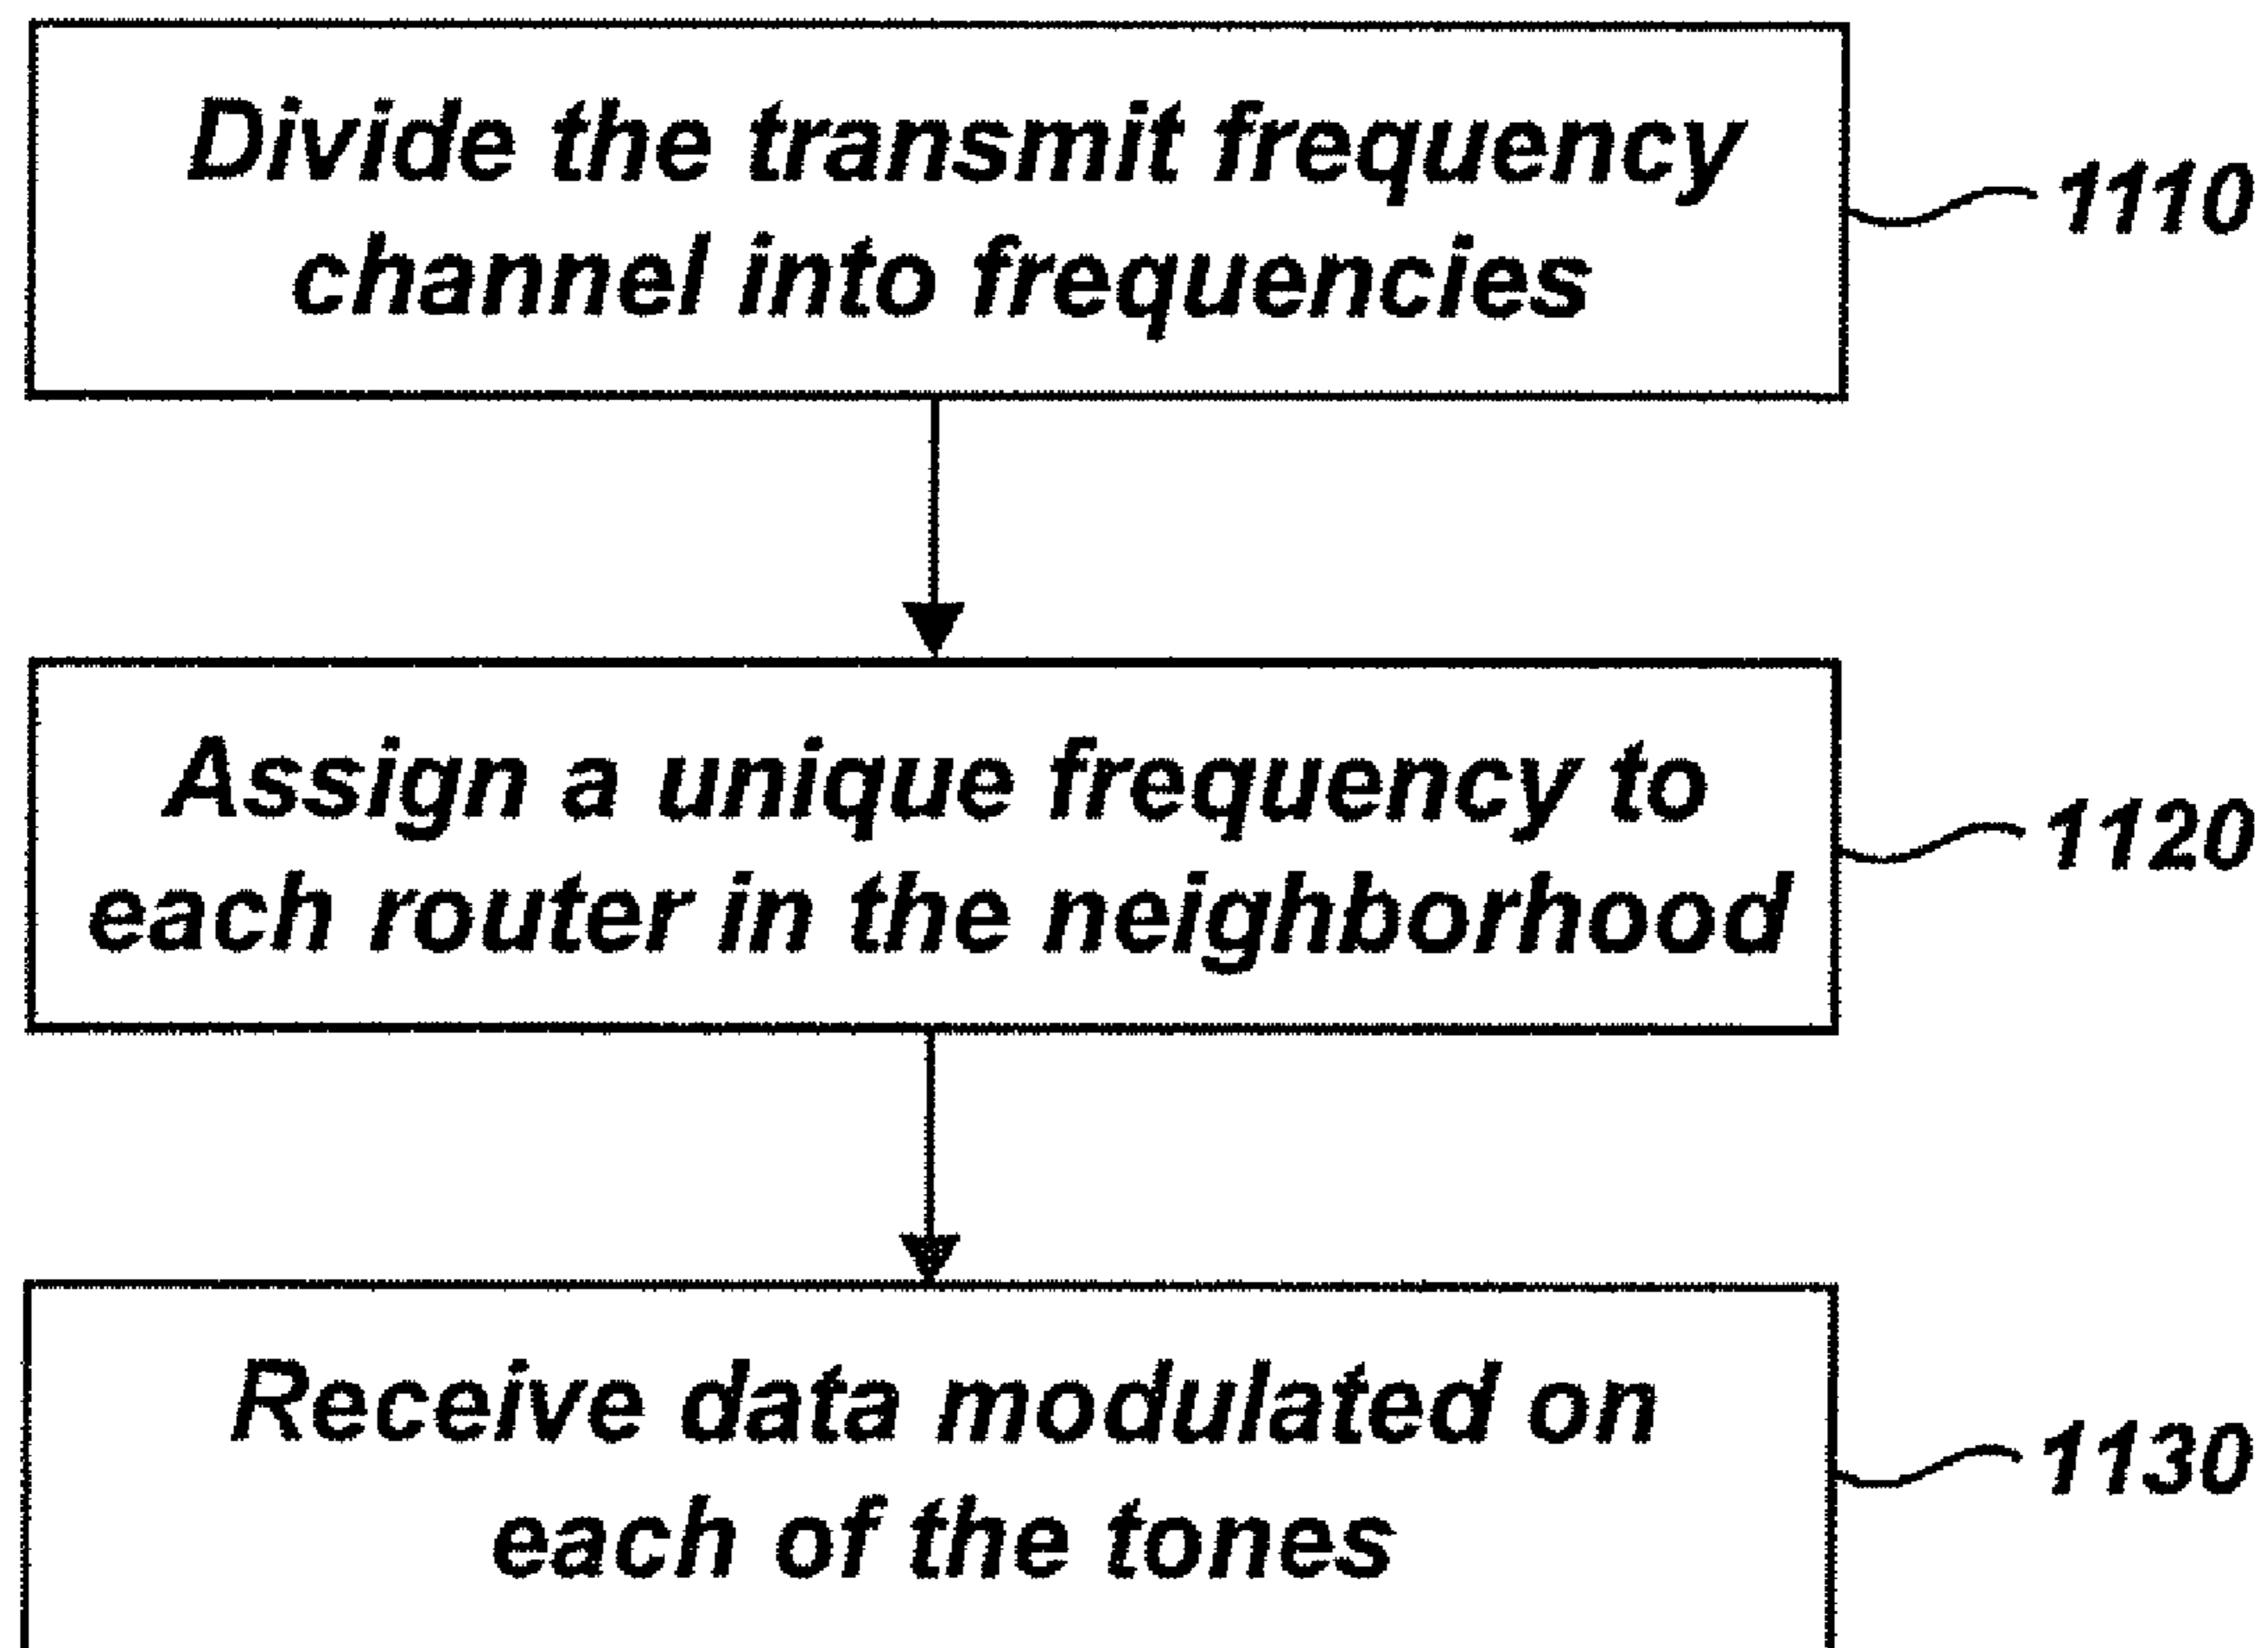 Divide the transmit frequency
channel into frequencies
1110
Assign a unique frequency to
each router in the neighborhood
1120
Receive data modulated on
each of the tones
1130